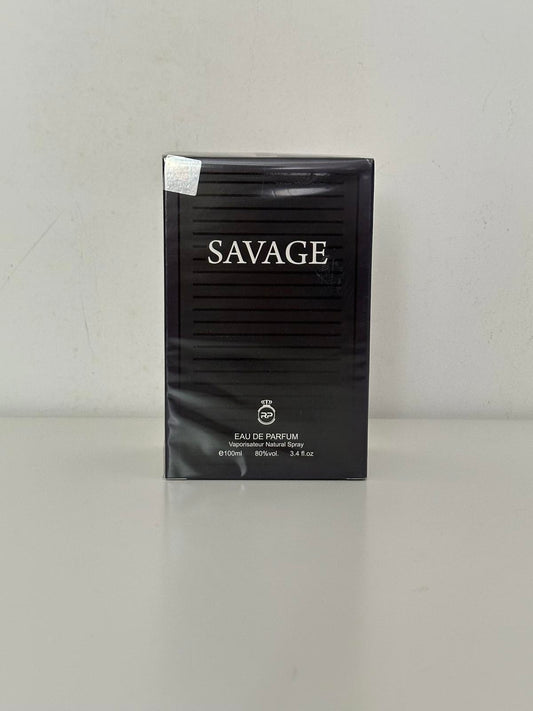 SAVAGE
RP
EAU DE PARFUM
Vaporisateur Natural Spray
℮100ml 80%vol. 3.4 fl.oz